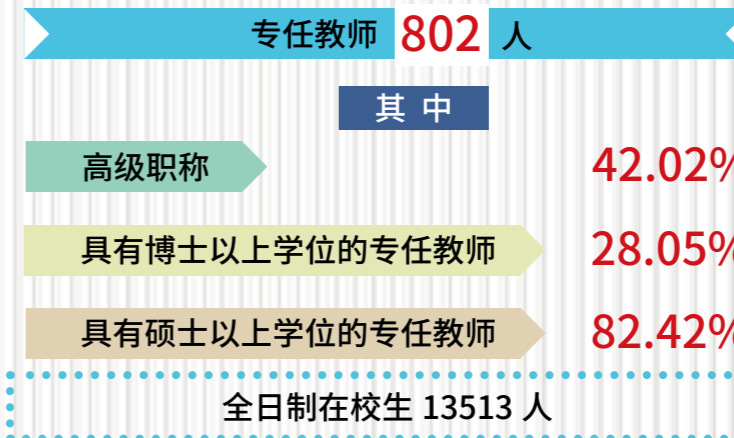 专任教师 802 人
其中
高级职称 42.02%
具有博士以上学位的专任教师 28.05%
具有硕士以上学位的专任教师 82.42%
全日制在校生 13513 人